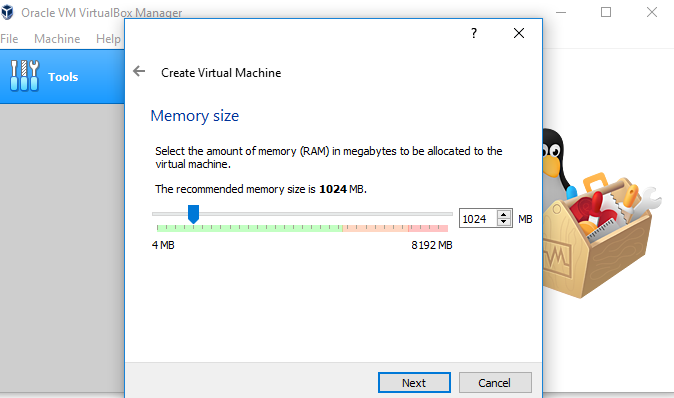 Oracle VM VirtualBox Manager
File Machine Help
?
Tools
Create Virtual Machine
Memory size
Select the amount of memory (RAM) in megabytes to be allocated to the
virtual machine.
The recommended memory size is 1024 MB.
1024 MB
4 MB 8192 MB
Next Cancel